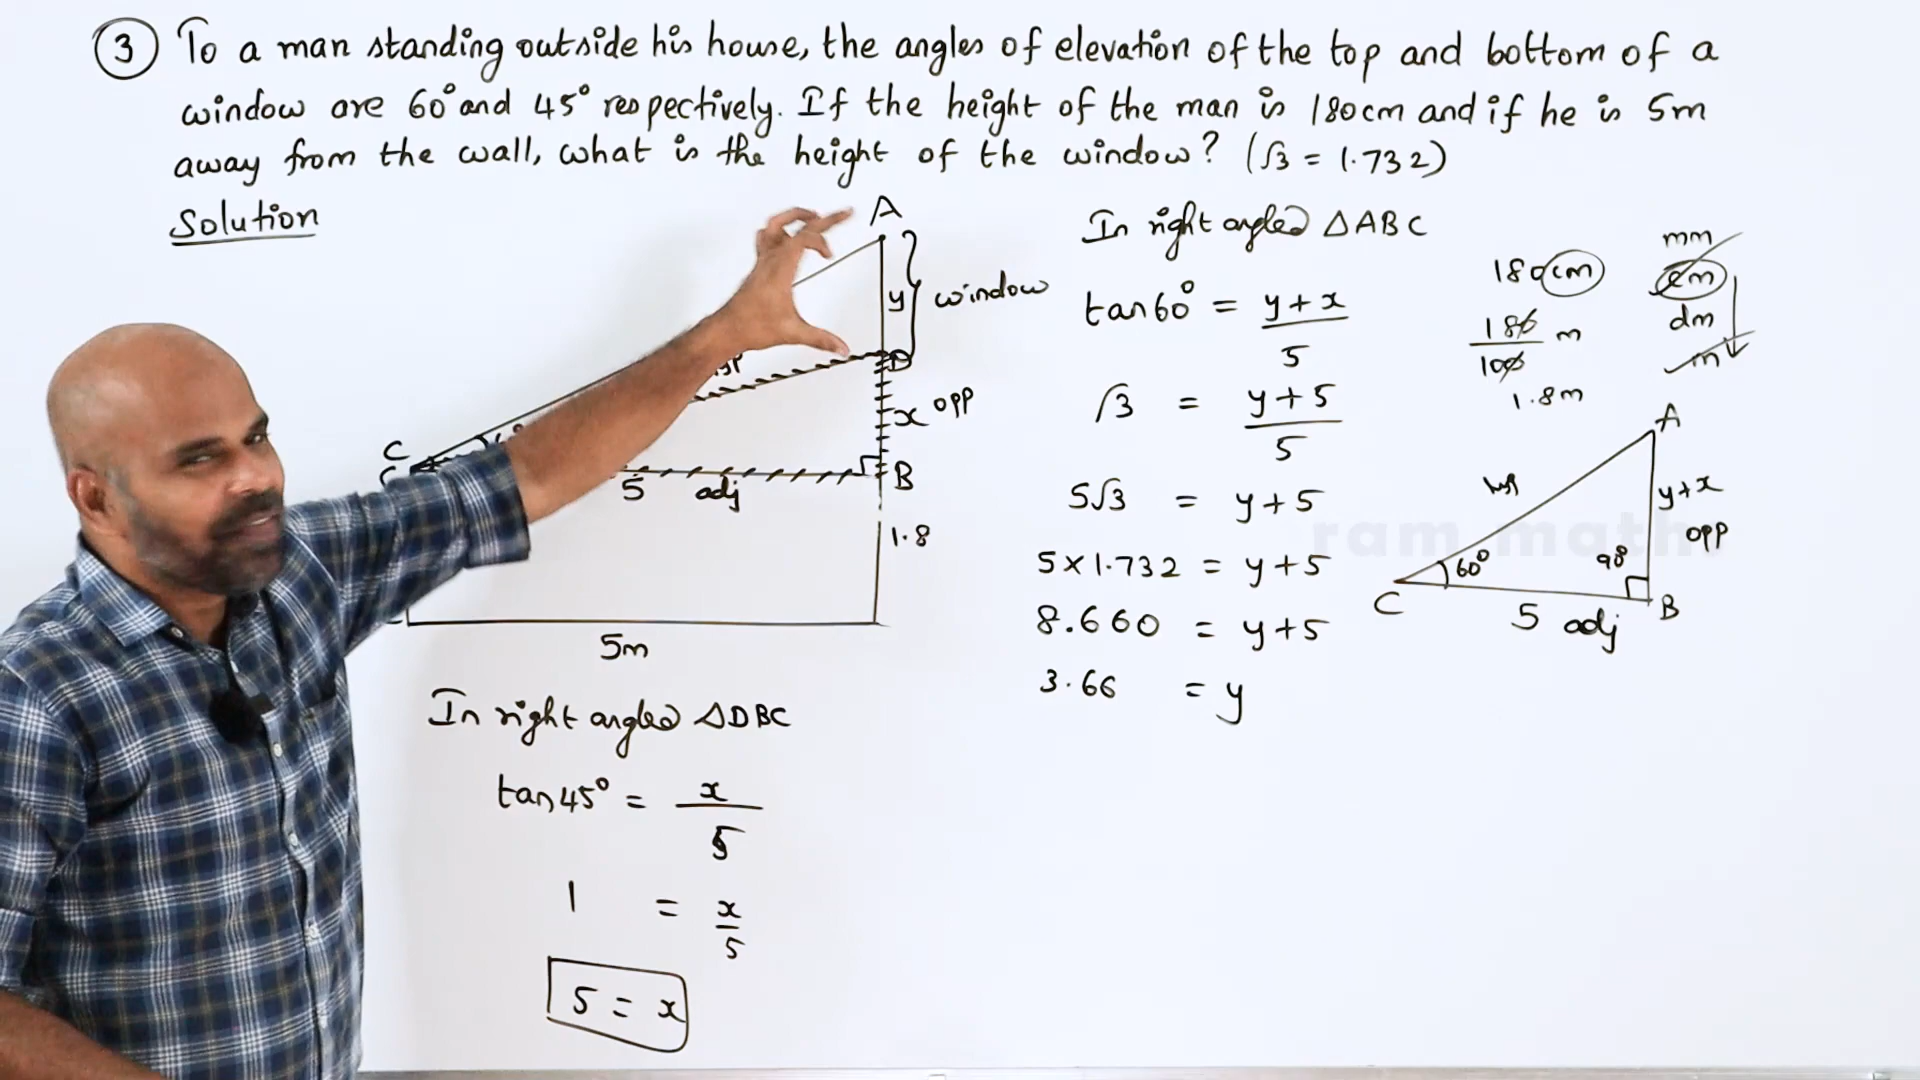 3 To a man standing outside his house, the angles of elevation of the top and bottom of a
window are 60° and 45° respectively. If the height of the man is 180cm and if he is 5m
away from the wall, what is the height of the window? (√3 = 1.732)
Solution
A
y window
D
x opp
C
B
5 adj
1.8
5m
In right angled △DBC
tan45° = x/5
1 = x/5
5 = x
In right angled △ABC
tan60° = y+x/5
√3 = y+5/5
5√3 = y+5
5×1.732 = y+5
8.660 = y+5
3.66 = y
180cm
180/100 m
1.8m
mm
cm
dm
m
A
hyp
y+x
opp
60°
90°
C
B
5 adj
ram math